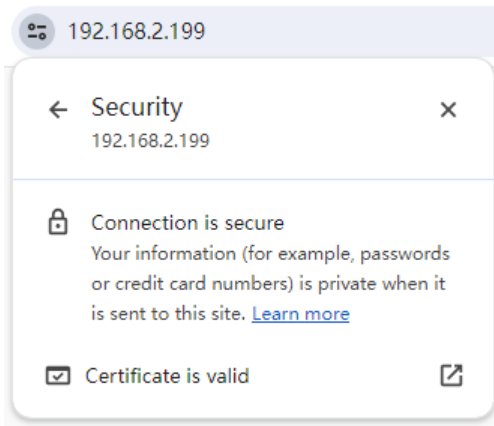 192.168.2.199
Security
192.168.2.199
Connection is secure
Your information (for example, passwords
or credit card numbers) is private when it
is sent to this site. Learn more
Certificate is valid